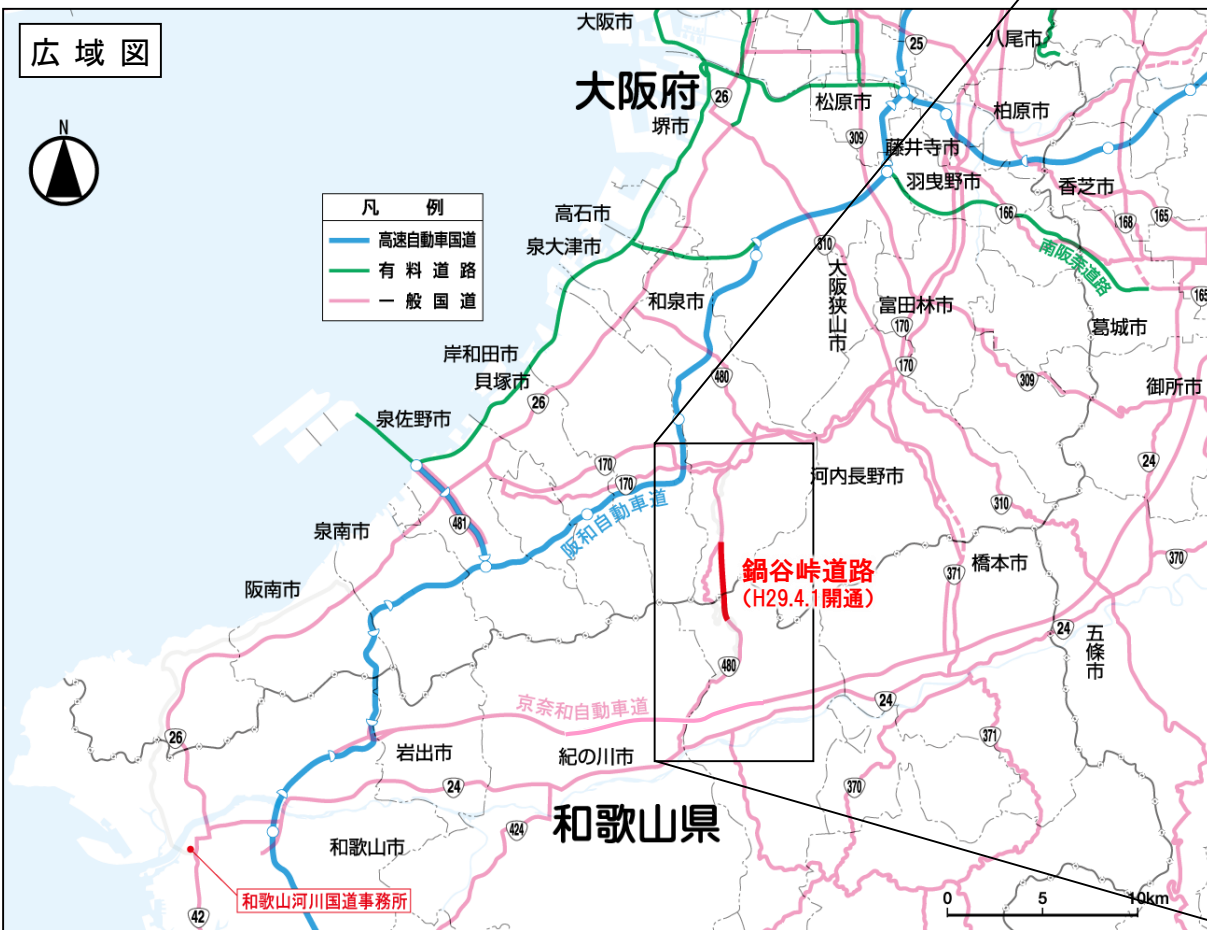 広域図
大阪市
25
八尾市
大阪府
26
松原市
柏原市
堺市
309
藤井寺市
N
羽曳野市
香芝市
凡 例
高速自動車国道
有料道路
一般国道
高石市
166
168
165
泉大津市
310
南阪奈道路
大阪狭山市
和泉市
165
富田林市
170
葛城市
岸和田市
170
貝塚市
480
309
御所市
26
泉佐野市
24
170
河内長野市
170
310
481
阪和自動車道
泉南市
鍋谷峠道路
(H29.4.1開通)
371
橋本市
370
阪南市
24
五條市
480
京奈和自動車道
24
26
371
岩出市
紀の川市
24
370
和歌山県
424
和歌山市
和歌山河川国道事務所
42
0 5 10km